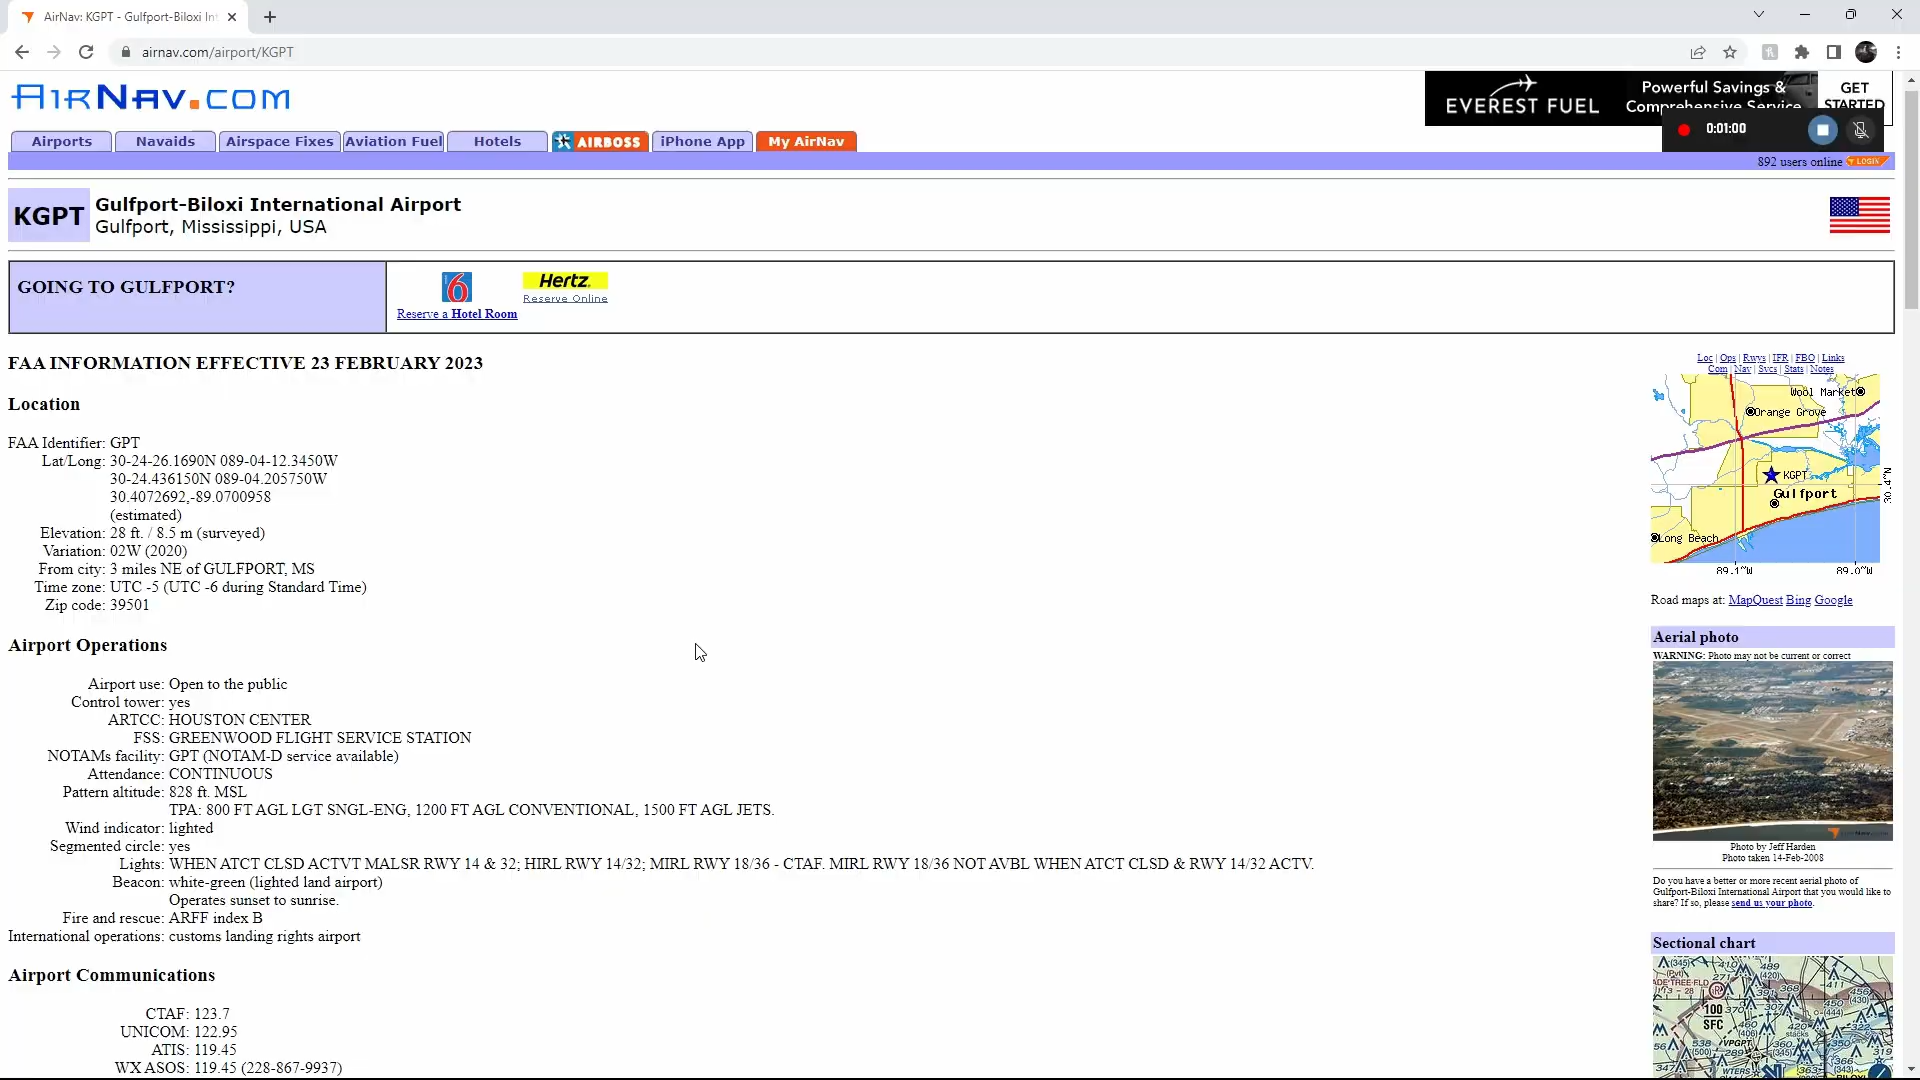 AirNav: KGPT - Gulfport-Biloxi Int
airnav.com/airport/KGPT
AIRNAV.COM
EVEREST FUEL
Powerful Savings &
Comprehensive Service
GET
STARTED
0:01:00
Airports
Navaids
Airspace Fixes
Aviation Fuel
Hotels
AIRBOSS
iPhone App
My AirNav
892 users online
LOGIN
KGPT
Gulfport-Biloxi International Airport
Gulfport, Mississippi, USA
GOING TO GULFPORT?
6
Reserve a Hotel Room
Hertz.
Reserve Online
FAA INFORMATION EFFECTIVE 23 FEBRUARY 2023
Location
FAA Identifier: GPT
Lat/Long: 30-24-26.1690N 089-04-12.3450W
30-24.436150N 089-04.205750W
30.4072692,-89.0700958
(estimated)
Elevation: 28 ft. / 8.5 m (surveyed)
Variation: 02W (2020)
From city: 3 miles NE of GULFPORT, MS
Time zone: UTC -5 (UTC -6 during Standard Time)
Zip code: 39501
Airport Operations
Airport use: Open to the public
Control tower: yes
ARTCC: HOUSTON CENTER
FSS: GREENWOOD FLIGHT SERVICE STATION
NOTAMs facility: GPT (NOTAM-D service available)
Attendance: CONTINUOUS
Pattern altitude: 828 ft. MSL
TPA: 800 FT AGL LGT SNGL-ENG, 1200 FT AGL CONVENTIONAL, 1500 FT AGL JETS.
Wind indicator: lighted
Segmented circle: yes
Lights: WHEN ATCT CLSD ACTVT MALSR RWY 14 & 32; HIRL RWY 14/32; MIRL RWY 18/36 - CTAF. MIRL RWY 18/36 NOT AVBL WHEN ATCT CLSD & RWY 14/32 ACTV.
Beacon: white-green (lighted land airport)
Operates sunset to sunrise.
Fire and rescue: ARFF index B
International operations: customs landing rights airport
Airport Communications
CTAF: 123.7
UNICOM: 122.95
ATIS: 119.45
WX ASOS: 119.45 (228-867-9937)
Loc | Ops | Rwys | IFR | FBO | Links
Com | Nav | Svcs | Stats | Notes
Wool Market
Orange Grove
KGPT
Gulfport
Long Beach
30.4°N
89.1°W
89.0°W
Road maps at: MapQuest Bing Google
Aerial photo
WARNING: Photo may not be current or correct
Photo by Jeff Harden
Photo taken 14-Feb-2008
Do you have a better or more recent aerial photo of
Gulfport-Biloxi International Airport that you would like to
share? If so, please send us your photo.
Sectional chart
100
SFC
VPGPT